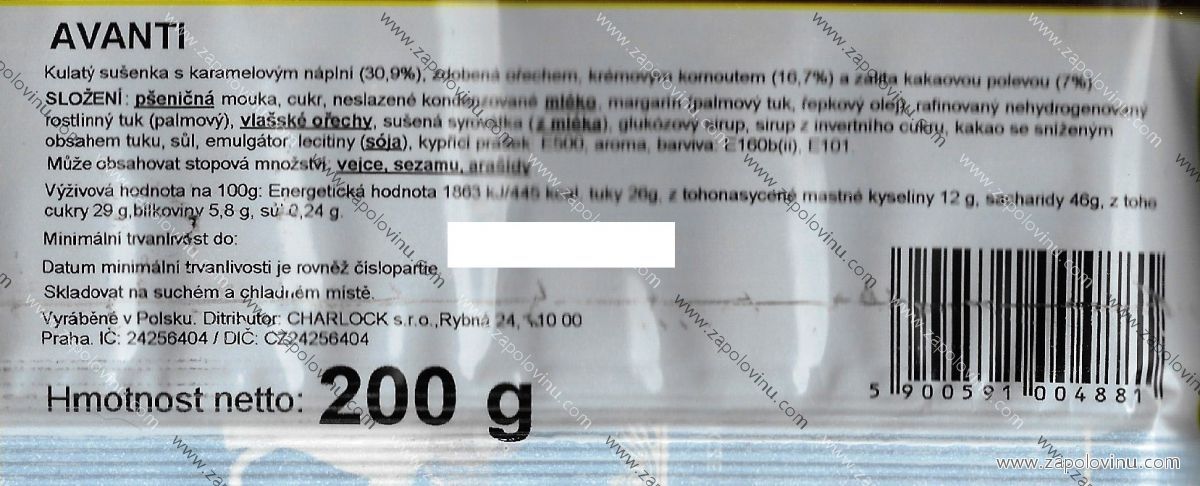 AVANTI
Kulatý sušenka s karamelovým náplní (30,9%), zdobená ořechem, krémovým kornoutem (16,7%) a zalita kakaovou polevou (7%)
SLOŽENÍ: pšeničná mouka, cukr, neslazené kondenzované mléko, margarín (palmový tuk, řepkový olej), rafinovaný nehydrogenovaný
rostlinný tuk (palmový), vlašské ořechy, sušená syrovátka (z mléka), glukózový sirup, sirup z invertního cukru, kakao se sníženým
obsahem tuku, sůl, emulgátor: lecitiny (sója), kypřicí prášek: E500, aroma, barviva: E160b(ii), E101
Může obsahovat stopová množství: vejce, sezamu, arašídy
Výživová hodnota na 100g: Energetická hodnota 1863 kJ/445 kcal, tuky 26g, z tohonasycené mastné kyseliny 12 g, sacharidy 46g, z toho
cukry 29 g,bílkoviny 5,8 g, sůl 0,24 g.
Minimální trvanlivost do:
Datum minimální trvanlivosti je rovněž číslopartie.
Skladovat na suchém a chladném místě.
Vyráběné v Polsku. Ditributor: CHARLOCK s.r.o.,Rybná 24, 110 00
Praha. IČ: 24256404 / DIČ: CZ24256404
Hmotnost netto: 200 g
5 900591 004881
www.zapolovinu.com